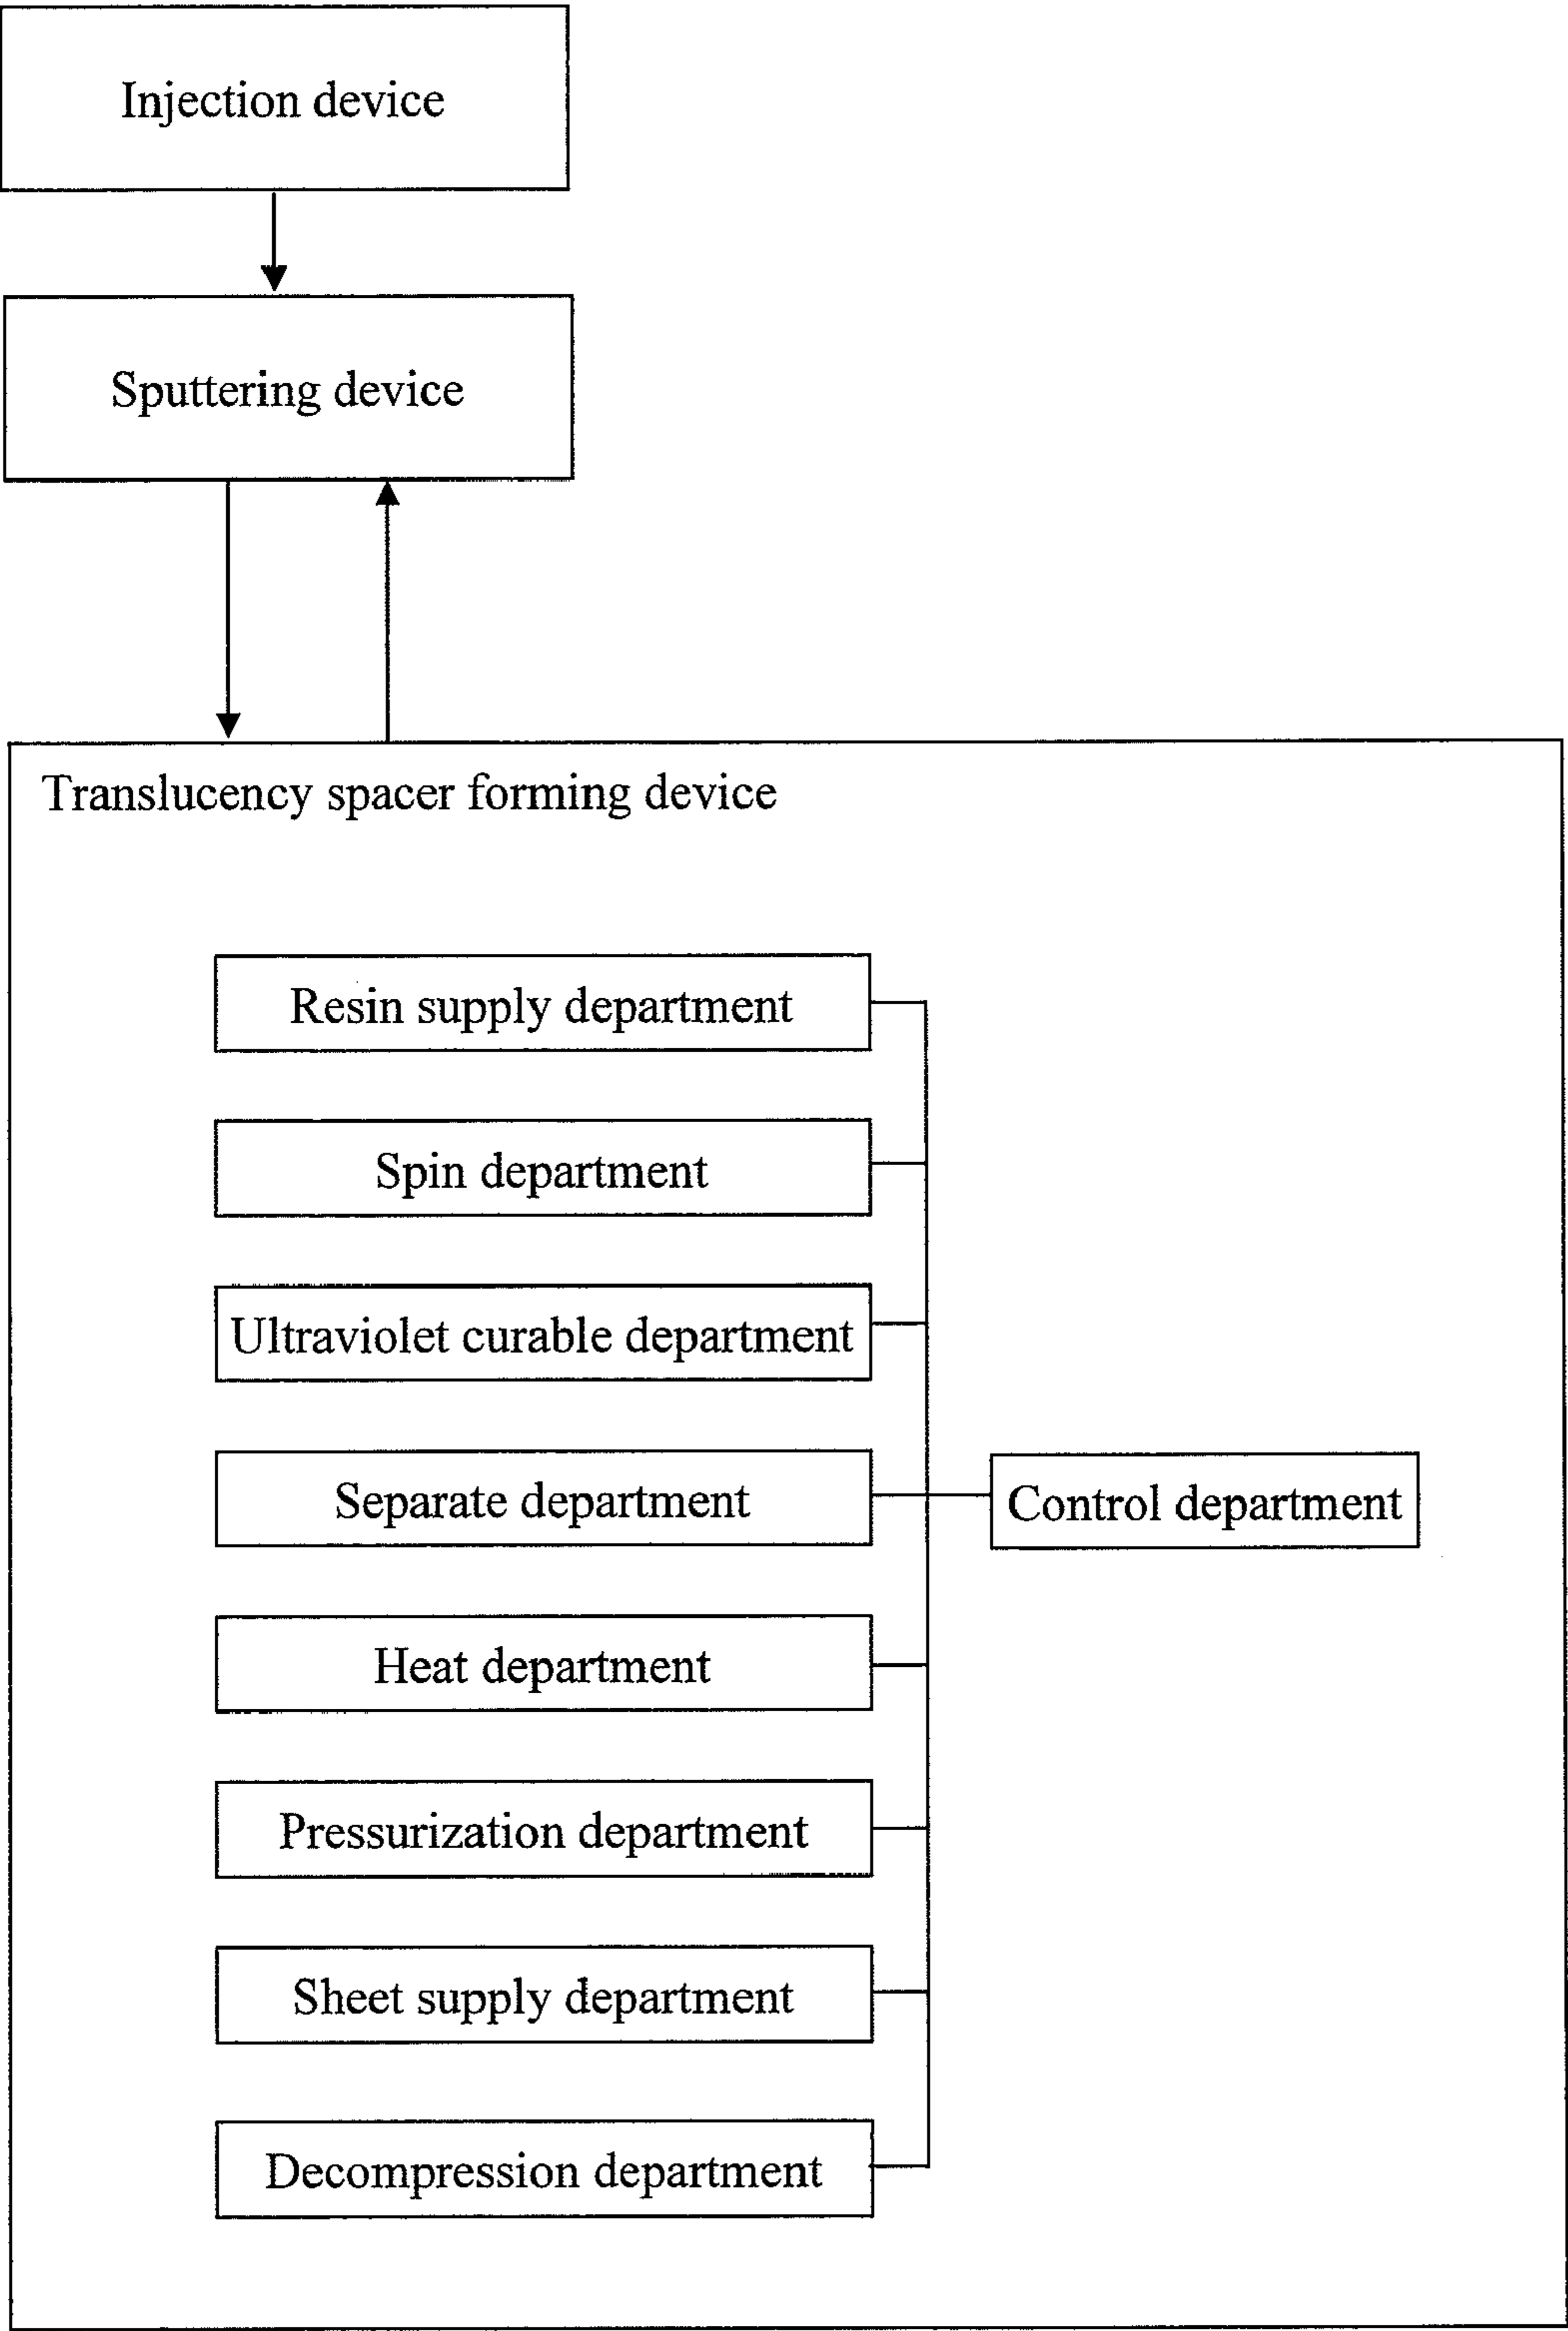 Injection device
Sputtering device
Translucency spacer forming device
Resin supply department
Spin department
Ultraviolet curable department
Separate department
Control department
Heat department
Pressurization department
Sheet supply department
Decompression department